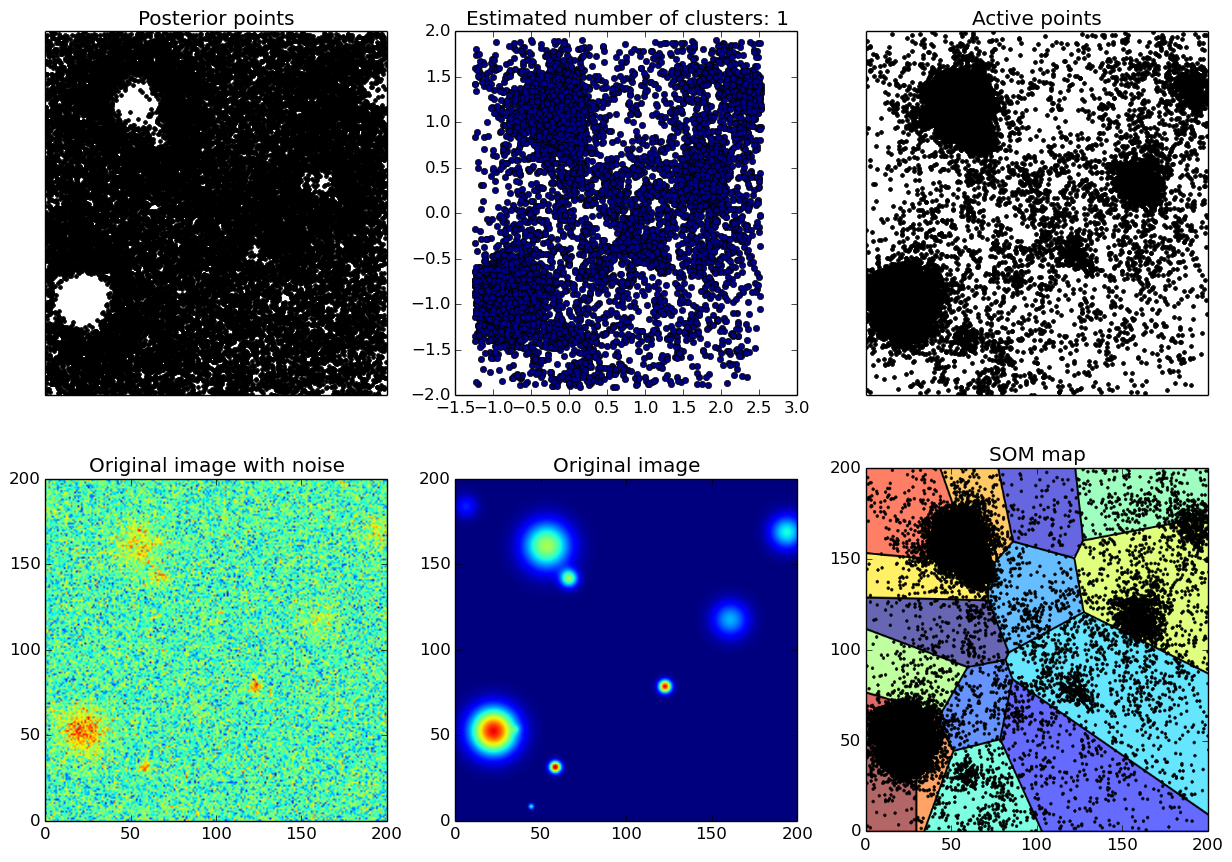 Posterior points
Estimated number of clusters: 1
Active points
2.0
1.5
1.0
0.5
0.0
−0.5
−1.0
−1.5
−2.0
−1.5 −1.0 −0.5 0.0 0.5 1.0 1.5 2.0 2.5 3.0
Original image with noise
Original image
SOM map
200
150
100
50
0
0 50 100 150 200
200
150
100
50
0
0 50 100 150 200
200
150
100
50
0
0 50 100 150 200